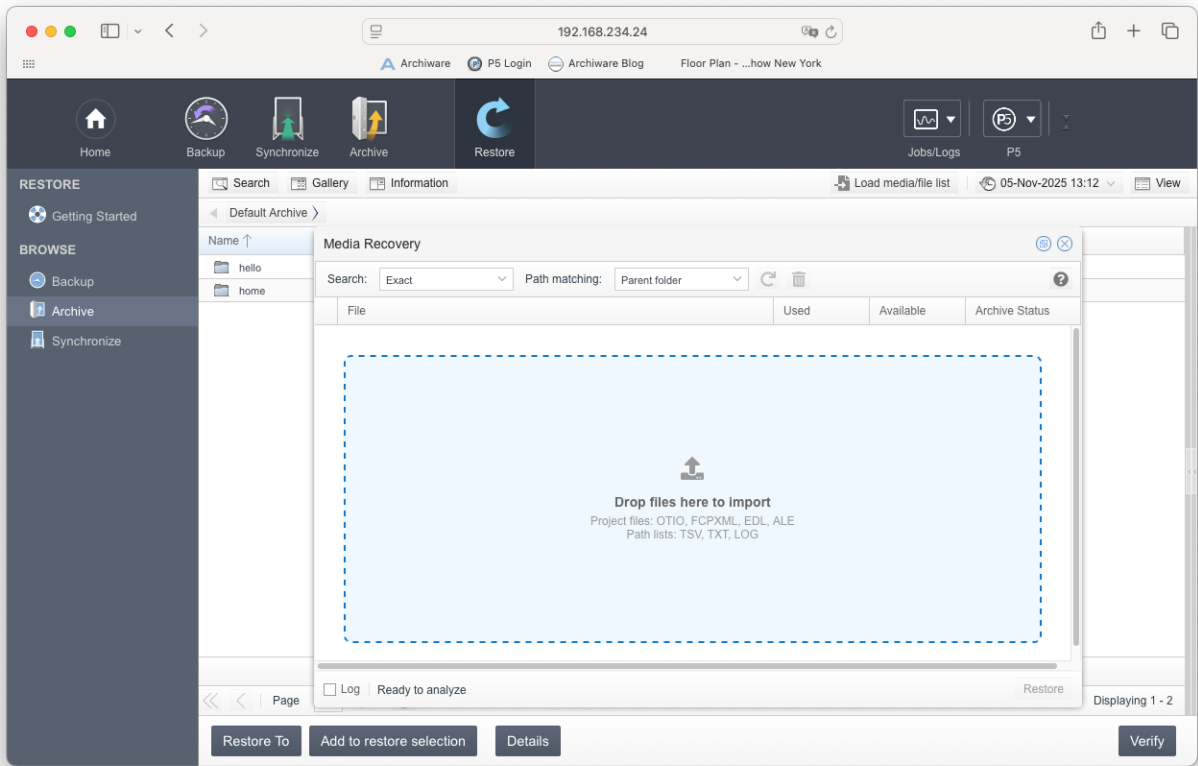 192.168.234.24
Archiware P5 Login Archiware Blog Floor Plan - ...how New York
Home Backup Synchronize Archive Restore Jobs/Logs P5
RESTORE
Getting Started
BROWSE
Backup
Archive
Synchronize
Search Gallery Information Load media/file list 05-Nov-2025 13:12 View
Default Archive
Name
hello
home
Media Recovery
Search: Exact Path matching: Parent folder
File Used Available Archive Status
Drop files here to import
Project files: OTIO, FCPXML, EDL, ALE
Path lists: TSV, TXT, LOG
Log Ready to analyze Restore
Page Displaying 1 - 2
Restore To Add to restore selection Details Verify